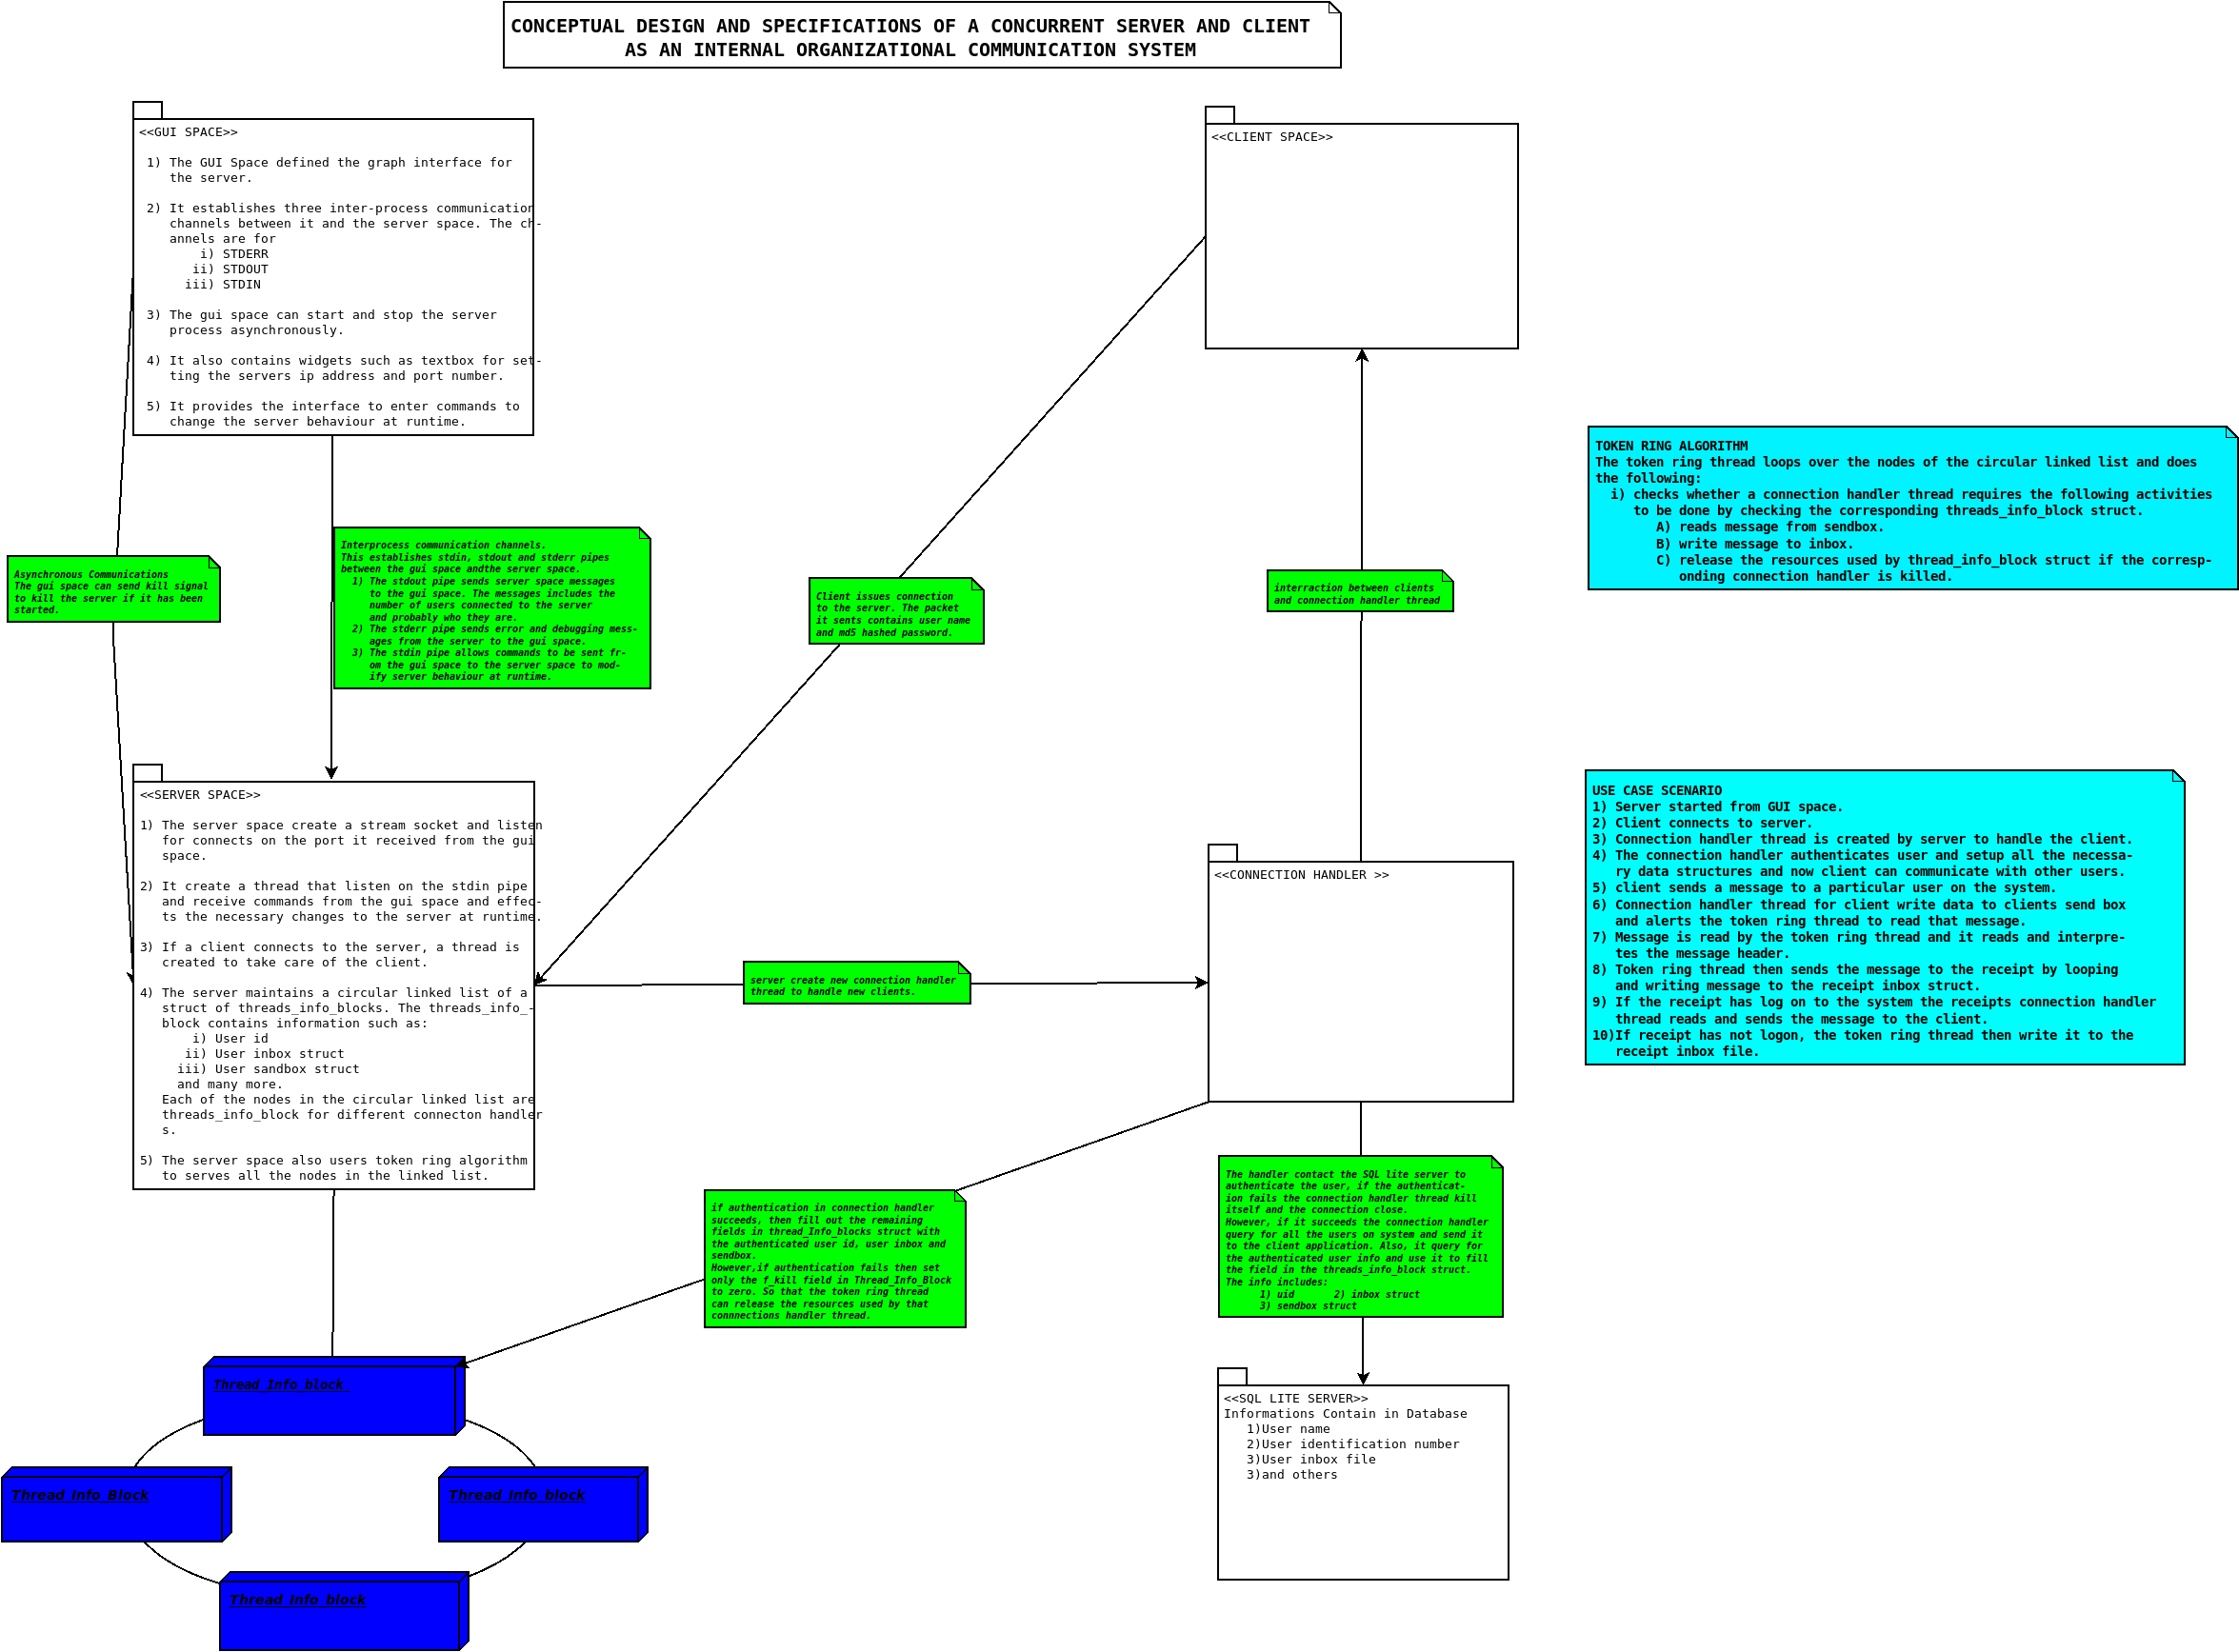 CONCEPTUAL DESIGN AND SPECIFICATIONS OF A CONCURRENT SERVER AND CLIENT
AS AN INTERNAL ORGANIZATIONAL COMMUNICATION SYSTEM
<<GUI SPACE>>
1) The GUI Space defined the graph interface for
the server.
2) It establishes three inter-process communication
channels between it and the server space. The ch-
annels are for
i) STDERR
ii) STDOUT
iii) STDIN
3) The gui space can start and stop the server
process asynchronously.
4) It also contains widgets such as textbox for set-
ting the servers ip address and port number.
5) It provides the interface to enter commands to
change the server behaviour at runtime.
<<CLIENT SPACE>>
TOKEN RING ALGORITHM
The token ring thread loops over the nodes of the circular linked list and does
the following:
i) checks whether a connection handler thread requires the following activities
to be done by checking the corresponding threads_info_block struct.
A) reads message from sendbox.
B) write message to inbox.
C) release the resources used by thread_info_block struct if the corresp-
onding connection handler is killed.
Asynchronous Communications
The gui space can send kill signal
to kill the server if it has been
started.
Interprocess communication channels.
This establishes stdin, stdout and stderr pipes
between the gui space andthe server space.
1) The stdout pipe sends server space messages
to the gui space. The messages includes the
number of users connected to the server
and probably who they are.
2) The stderr pipe sends error and debugging mess-
ages from the server to the gui space.
3) The stdin pipe allows commands to be sent fr-
om the gui space to the server space to mod-
ify server behaviour at runtime.
Client issues connection
to the server. The packet
it sents contains user name
and md5 hashed password.
interraction between clients
and connection handler thread
<<SERVER SPACE>>
1) The server space create a stream socket and listen
for connects on the port it received from the gui
space.
2) It create a thread that listen on the stdin pipe
and receive commands from the gui space and effec-
ts the necessary changes to the server at runtime.
3) If a client connects to the server, a thread is
created to take care of the client.
4) The server maintains a circular linked list of a
struct of threads_info_blocks. The threads_info_-
block contains information such as:
i) User id
ii) User inbox struct
iii) User sandbox struct
and many more.
Each of the nodes in the circular linked list are
threads_info_block for different connecton handler
s.
5) The server space also users token ring algorithm
to serves all the nodes in the linked list.
server create new connection handler
thread to handle new clients.
<<CONNECTION HANDLER >>
USE CASE SCENARIO
1) Server started from GUI space.
2) Client connects to server.
3) Connection handler thread is created by server to handle the client.
4) The connection handler authenticates user and setup all the necessa-
ry data structures and now client can communicate with other users.
5) client sends a message to a particular user on the system.
6) Connection handler thread for client write data to clients send box
and alerts the token ring thread to read that message.
7) Message is read by the token ring thread and it reads and interpre-
tes the message header.
8) Token ring thread then sends the message to the receipt by looping
and writing message to the receipt inbox struct.
9) If the receipt has log on to the system the receipts connection handler
thread reads and sends the message to the client.
10)If receipt has not logon, the token ring thread then write it to the
receipt inbox file.
if authentication in connection handler
succeeds, then fill out the remaining
fields in thread_Info_blocks struct with
the authenticated user id, user inbox and
sendbox.
However,if authentication fails then set
only the f_kill field in Thread_Info_Block
to zero. So that the token ring thread
can release the resources used by that
connnections handler thread.
The handler contact the SQL lite server to
authenticate the user, if the authenticat-
ion fails the connection handler thread kill
itself and the connection close.
However, if it succeeds the connection handler
query for all the users on system and send it
to the client application. Also, it query for
the authenticated user info and use it to fill
the field in the threads_info_block struct.
The info includes:
1) uid 2) inbox struct
3) sendbox struct
<<SQL LITE SERVER>>
Informations Contain in Database
1)User name
2)User identification number
3)User inbox file
3)and others
Thread_Info_block
Thread_Info_Block
Thread_Info_block
Thread_Info_block